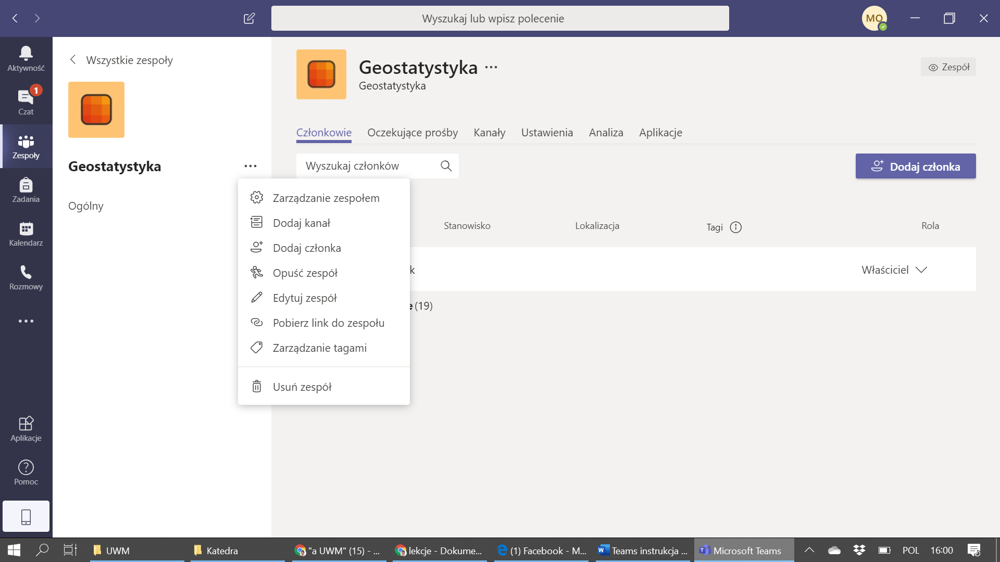 Wyszukaj lub wpisz polecenie
MO
Aktywność
1
Czat
Zespoły
Zadania
Kalendarz
Rozmowy
Aplikacje
Pomoc
Wszystkie zespoły
Geostatystyka
Ogólny
Zarządzanie zespołem
Dodaj kanał
Dodaj członka
Opuść zespół
Edytuj zespół
Pobierz link do zespołu
Zarządzanie tagami
Usuń zespół
Geostatystyka
Geostatystyka
Zespół
Członkowie Oczekujące prośby Kanały Ustawienia Analiza Aplikacje
Wyszukaj członków
Dodaj członka
Stanowisko Lokalizacja Tagi Rola
k Właściciel
e (19)
UWM Katedra "a UWM" (15) - ... lekcje - Dokume... (1) Facebook - M... Teams instrukcja ... Microsoft Teams POL 16:00